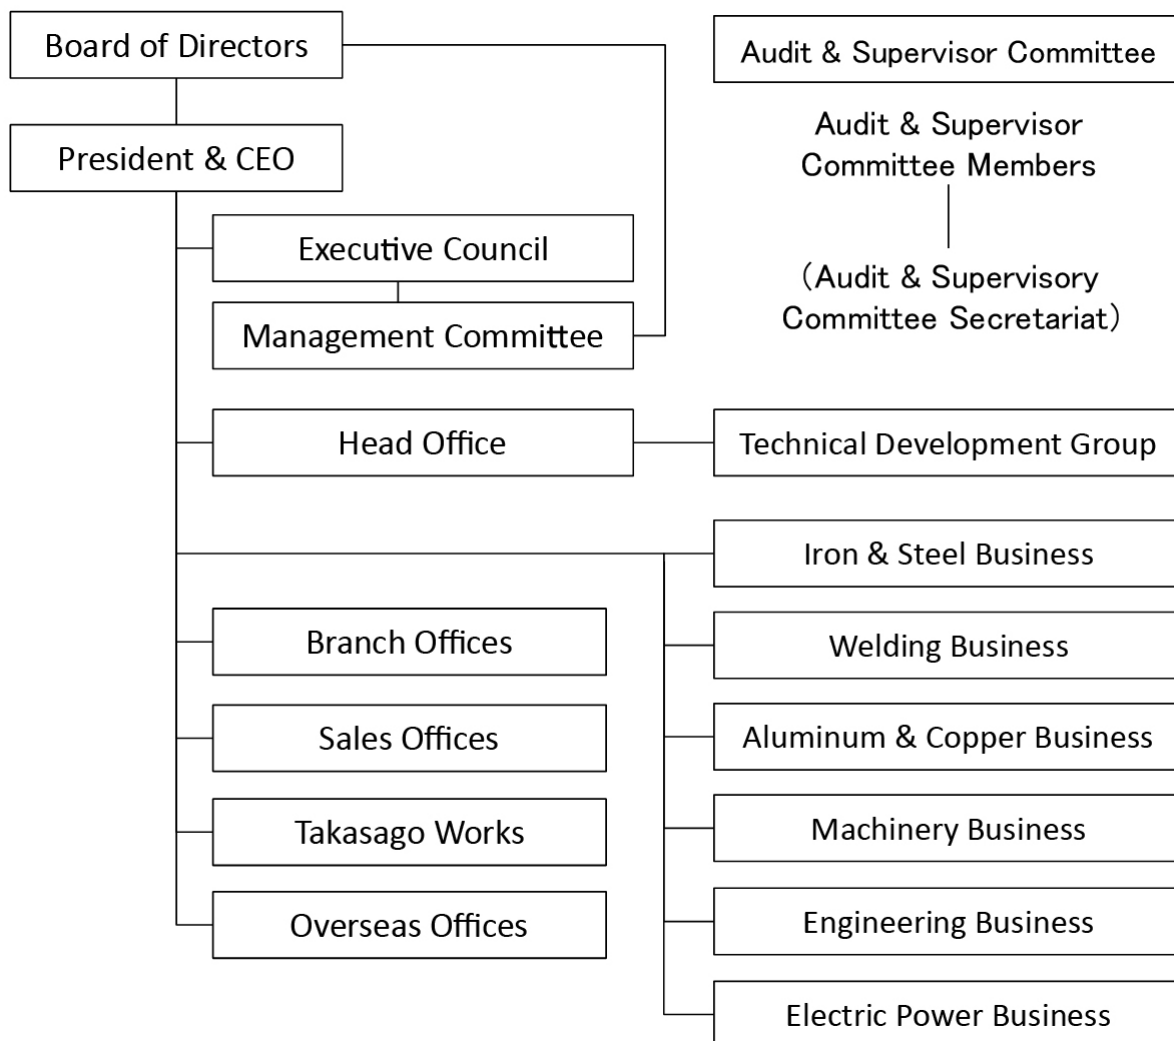 Board of Directors
Audit & Supervisor Committee
President & CEO
Audit & Supervisor
Committee Members
Executive Council
（Audit & Supervisory
Committee Secretariat）
Management Committee
Head Office
Technical Development Group
Iron & Steel Business
Branch Offices
Welding Business
Sales Offices
Aluminum & Copper Business
Takasago Works
Machinery Business
Overseas Offices
Engineering Business
Electric Power Business